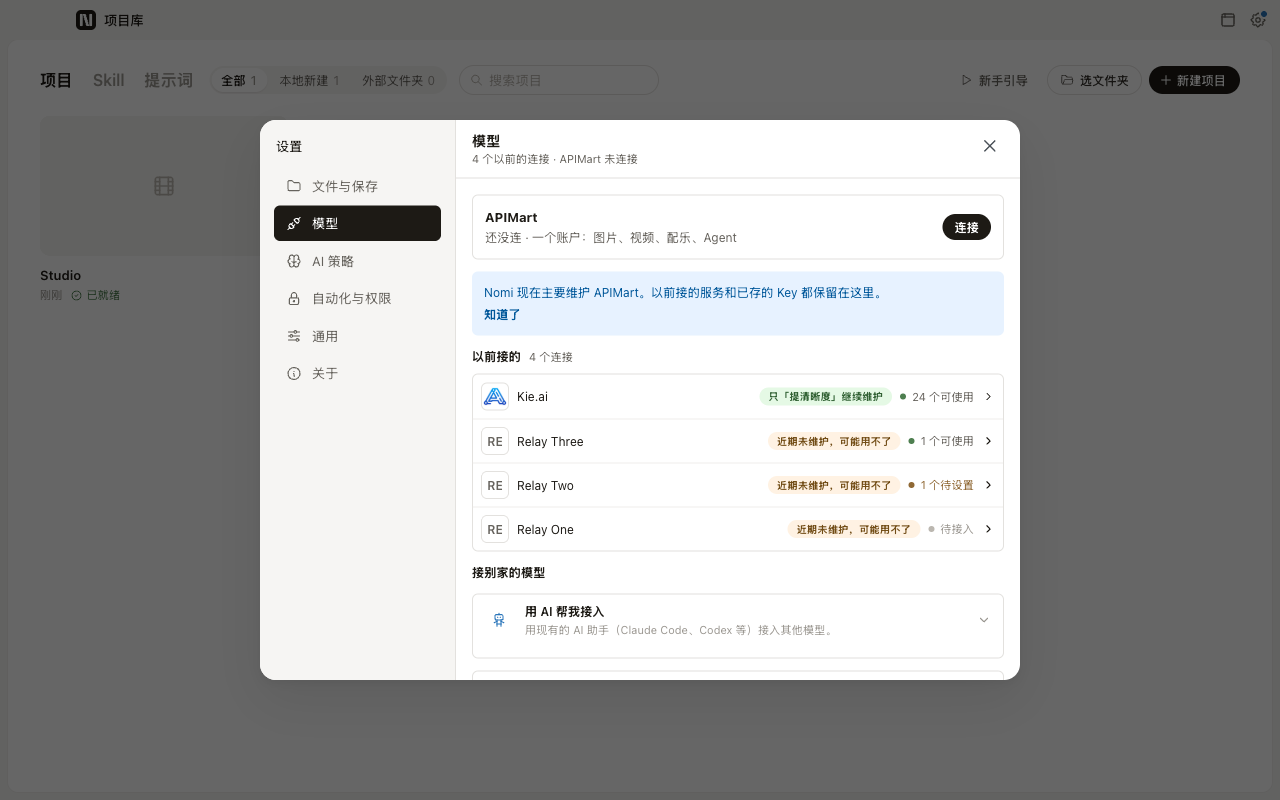 N 项目库
项目 Skill 提示词 全部 1 本地新建 1 外部文件夹 0 搜索项目 新手引导 选文件夹 新建项目
Studio
刚刚 已就绪
设置
文件与保存
模型
AI 策略
自动化与权限
通用
关于
模型
4 个以前的连接 · APIMart 未连接
APIMart
还没连 · 一个账户：图片、视频、配乐、Agent
连接
Nomi 现在主要维护 APIMart。以前接的服务和已存的 Key 都保留在这里。
知道了
以前接的 4 个连接
Kie.ai 只「提清晰度」继续维护 24 个可使用
RE Relay Three 近期未维护，可能用不了 1 个可使用
RE Relay Two 近期未维护，可能用不了 1 个待设置
RE Relay One 近期未维护，可能用不了 待接入
接别家的模型
用 AI 帮我接入
用现有的 AI 助手（Claude Code、Codex 等）接入其他模型。